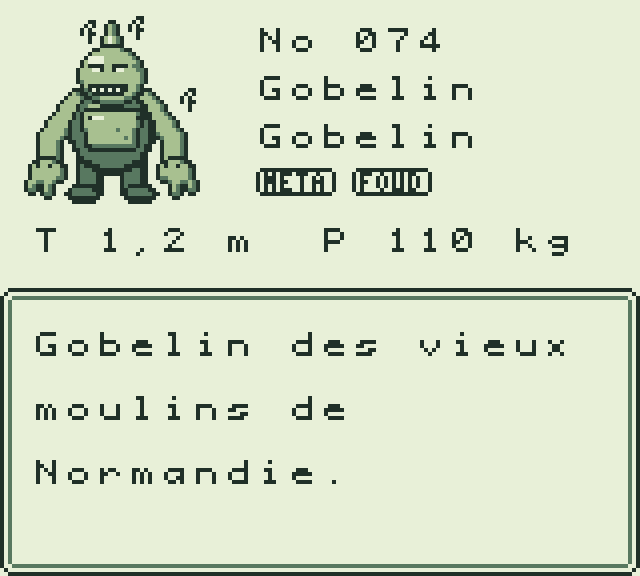 No 074
Gobelin
Gobelin
META FOUD
T 1,2 m P 110 kg
Gobelin des vieux
moulins de
Normandie.